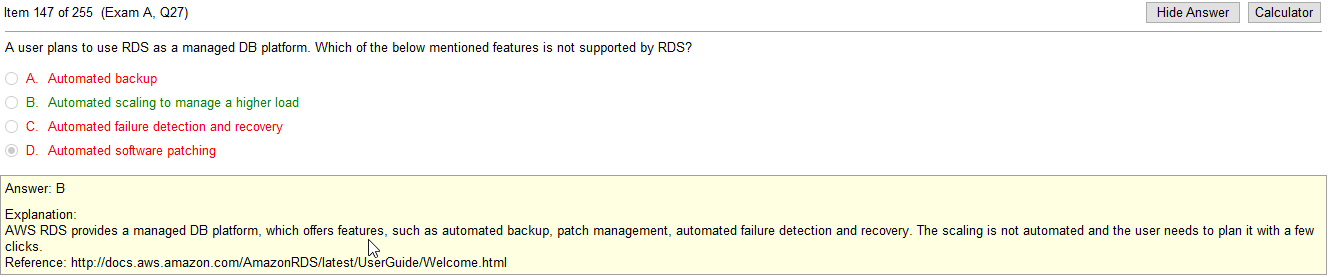 Item 147 of 255  (Exam A, Q27)
Hide Answer
Calculator
A user plans to use RDS as a managed DB platform. Which of the below mentioned features is not supported by RDS?
A. Automated backup
B. Automated scaling to manage a higher load
C. Automated failure detection and recovery
D. Automated software patching
Answer: B
Explanation:
AWS RDS provides a managed DB platform, which offers features, such as automated backup, patch management, automated failure detection and recovery. The scaling is not automated and the user needs to plan it with a few
clicks.
Reference: http://docs.aws.amazon.com/AmazonRDS/latest/UserGuide/Welcome.html